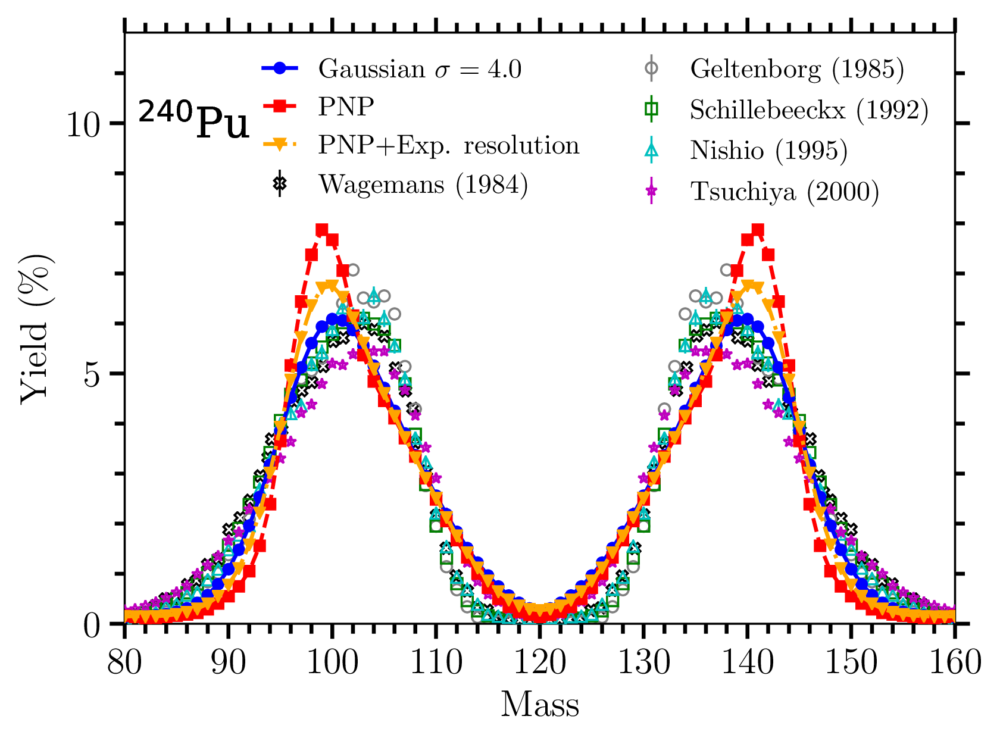 ²⁴⁰Pu
Gaussian σ = 4.0
PNP
PNP+Exp. resolution
Wagemans (1984)
Geltenborg (1985)
Schillebeeckx (1992)
Nishio (1995)
Tsuchiya (2000)
Yield (%)
10
5
0
80 90 100 110 120 130 140 150 160
Mass